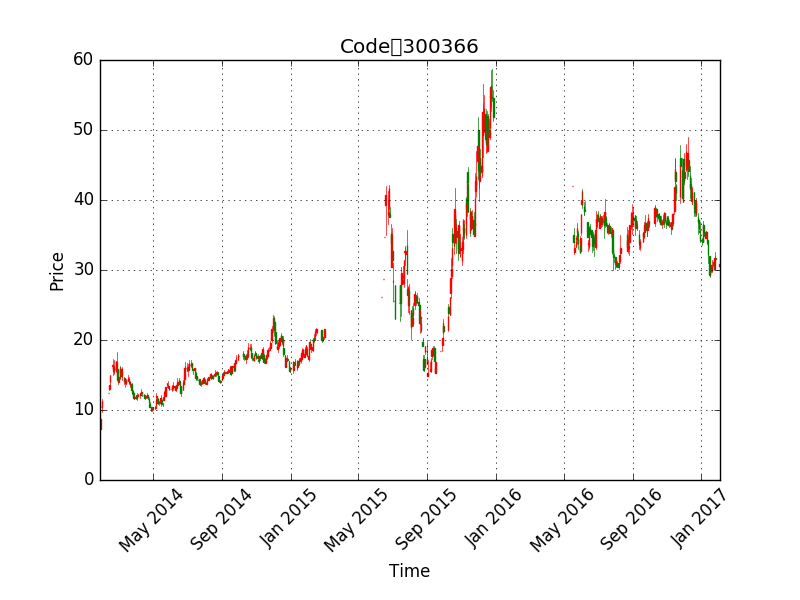 Code▯300366
60
50
40
30
20
10
0
Price
May 2014
Sep 2014
Jan 2015
May 2015
Sep 2015
Jan 2016
May 2016
Sep 2016
Jan 2017
Time